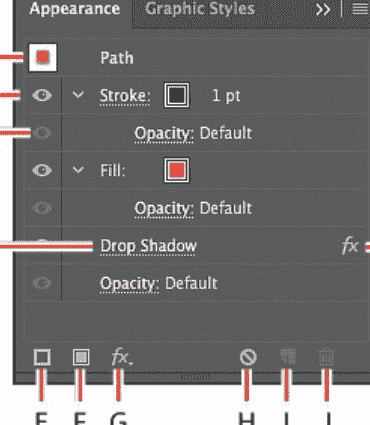 Appearance Graphic Styles
Path
Stroke: 1 pt
Opacity: Default
Fill:
Opacity: Default
Drop Shadow fx
Opacity: Default
fx
E F G H I J